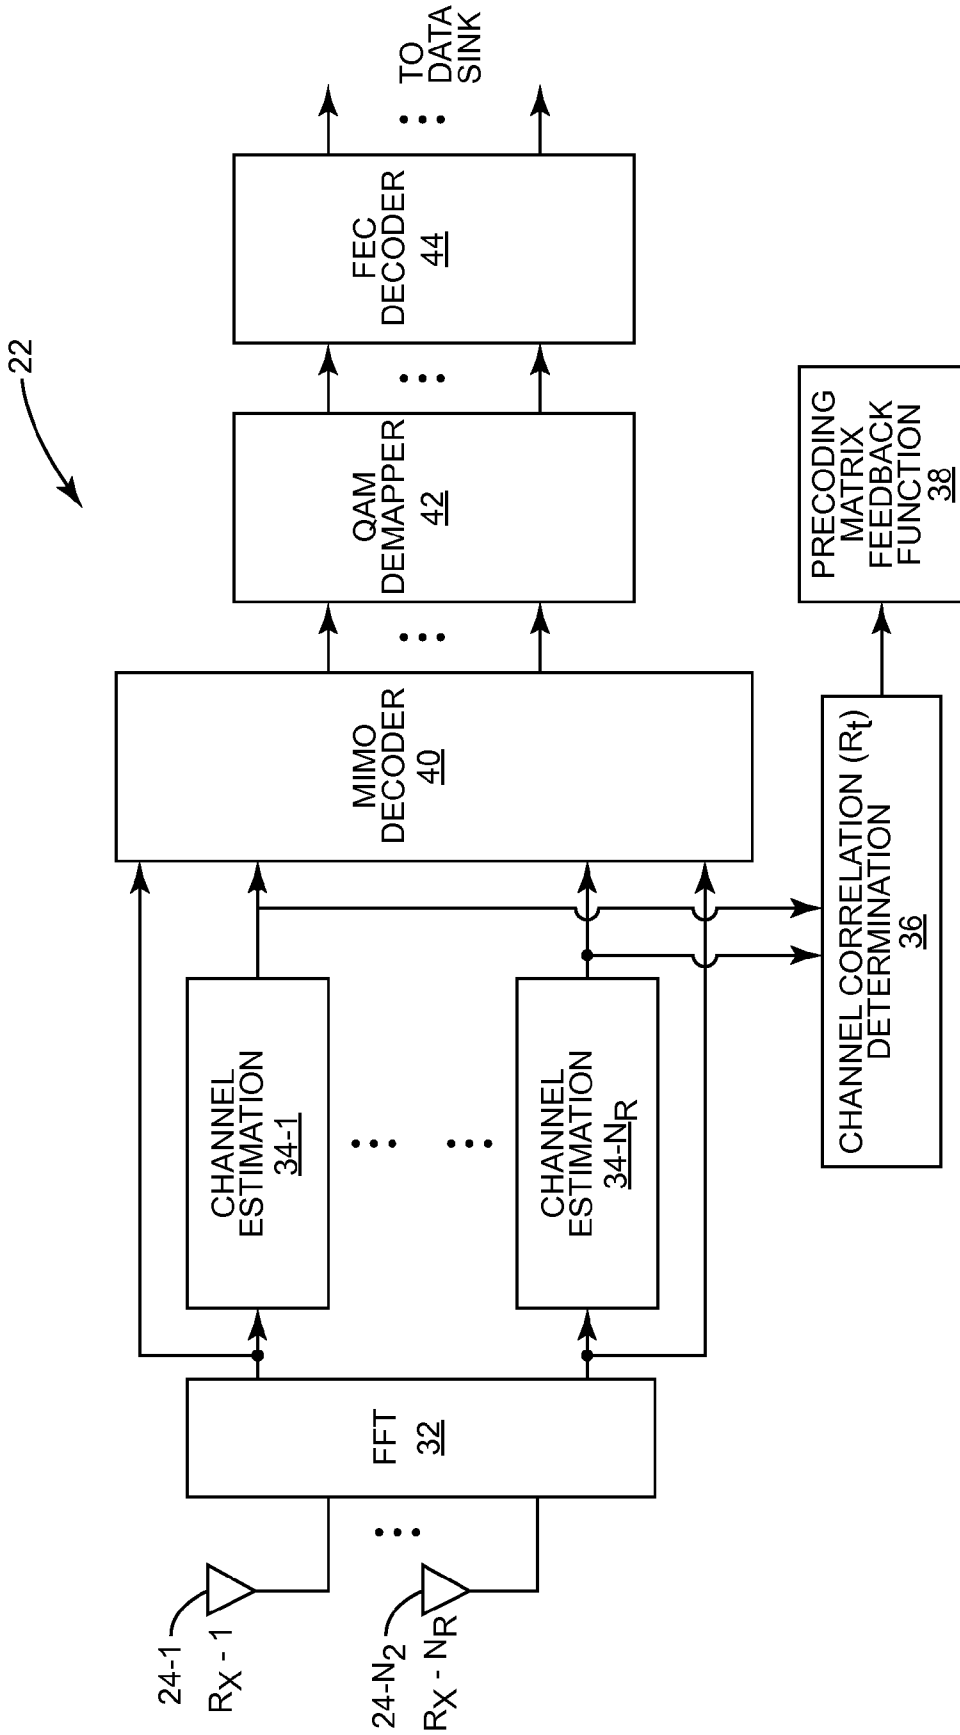 22
24-1
RX - 1
24-N2
RX - NR
FFT
32
CHANNEL
ESTIMATION
34-1
CHANNEL
ESTIMATION
34-NR
MIMO
DECODER
40
QAM
DEMAPPER
42
FEC
DECODER
44
TO
DATA
SINK
CHANNEL CORRELATION (Rt)
DETERMINATION
36
PRECODING
MATRIX
FEEDBACK
FUNCTION
38